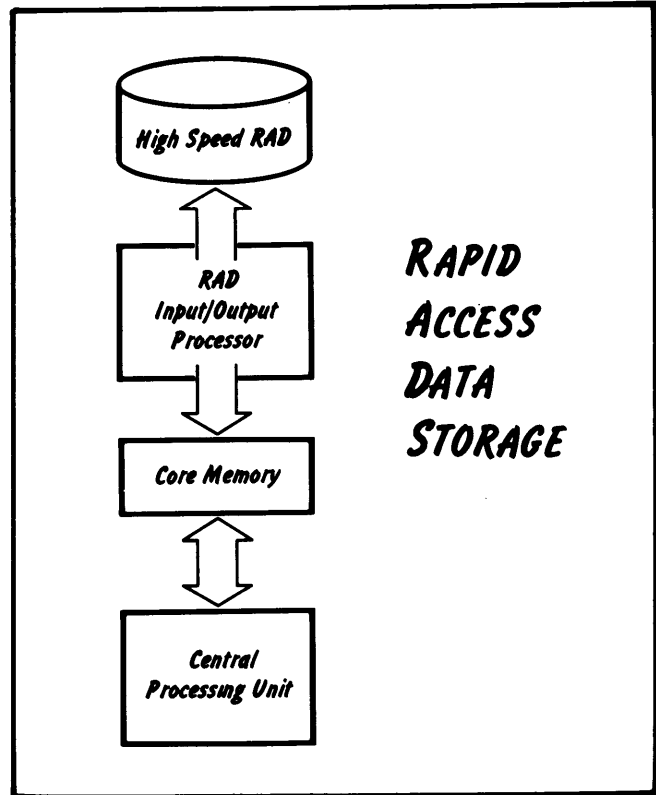 High Speed RAD
RAD
Input/Output
Processor
Core Memory
Central
Processing Unit
RAPID
ACCESS
DATA
STORAGE